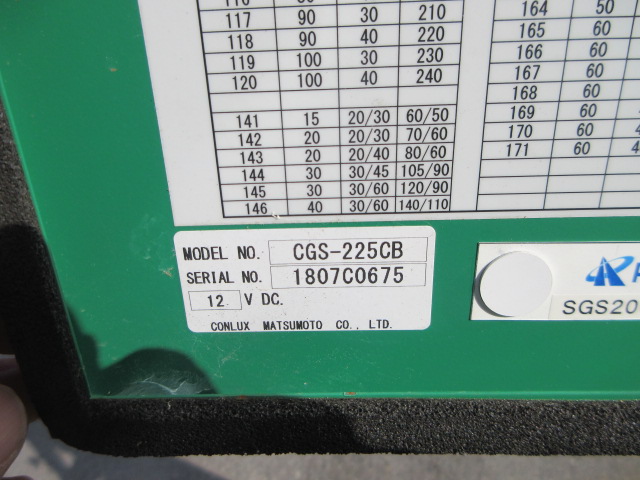 117 90 30 210
118 90 40 220
119 100 30 230
120 100 40 240
141 15 20/30 60/50
142 20 20/30 70/60
143 20 20/40 80/60
144 30 30/45 105/90
145 30 30/60 120/90
146 40 30/60 140/110
164 50
165 60
166 60
167 60
168 60
169 60
170 60 4
171 60 4
MODEL NO. CGS-225CB
SERIAL NO. 1807C0675
12 V DC.
CONLUX MATSUMOTO CO., LTD.
SGS20